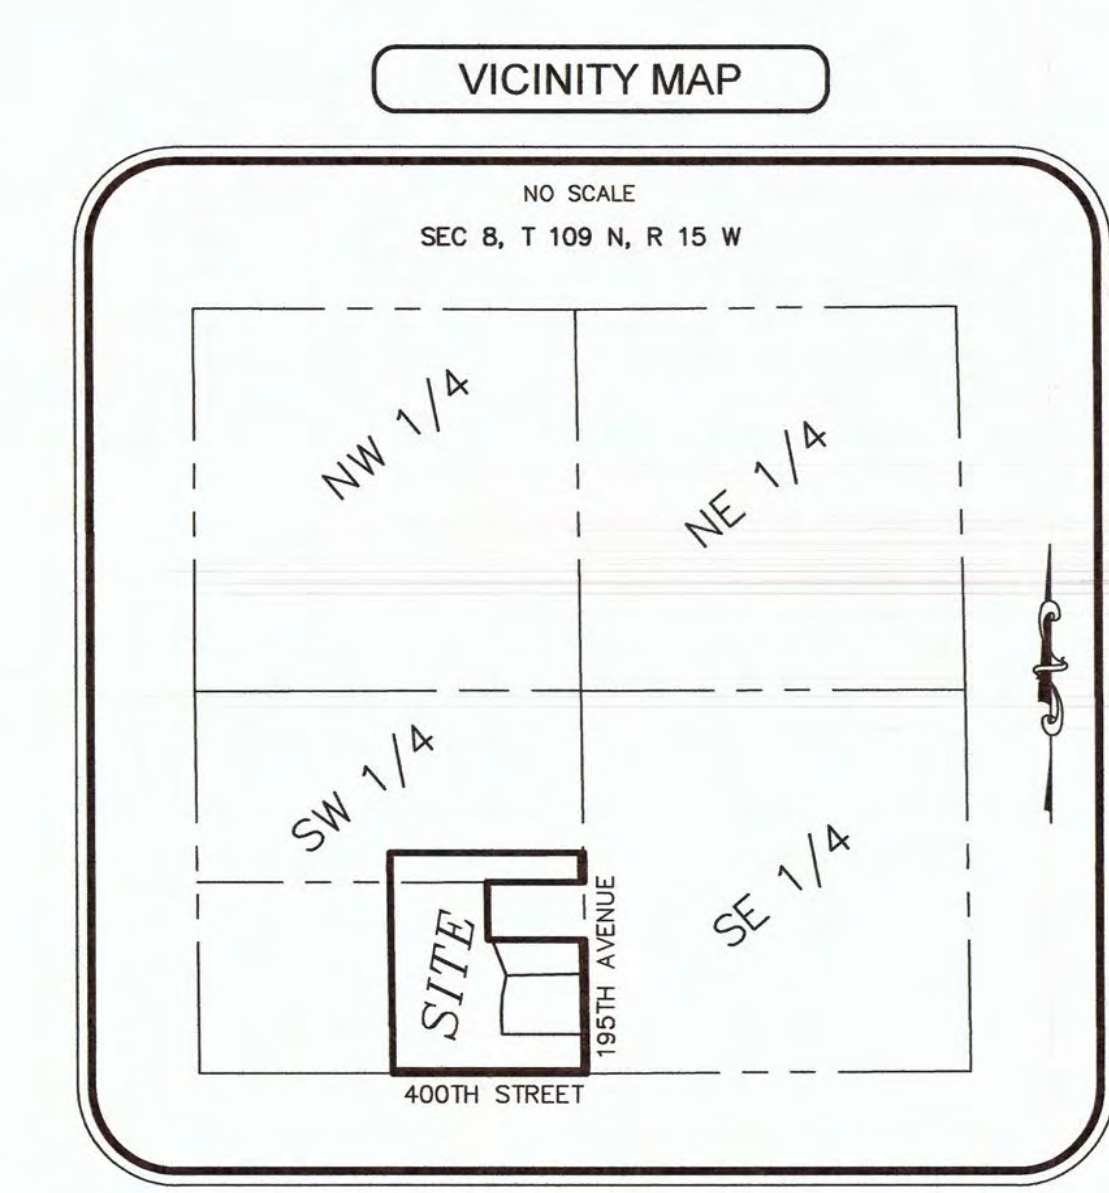 VICINITY MAP
NO SCALE
SEC 8, T 109 N, R 15 W
NW 1/4
NE 1/4
SW 1/4
SE 1/4
SITE
195TH AVENUE
400TH STREET